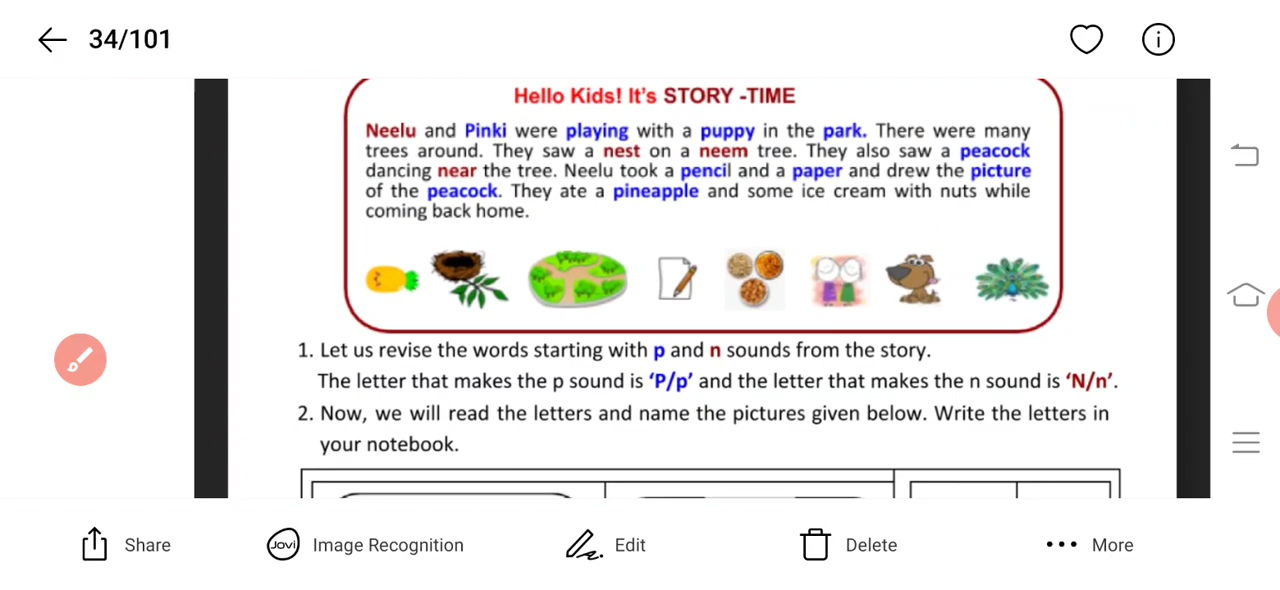 34/101
Hello Kids! It's STORY -TIME
Neelu and Pinki were playing with a puppy in the park. There were many
trees around. They saw a nest on a neem tree. They also saw a peacock
dancing near the tree. Neelu took a pencil and a paper and drew the picture
of the peacock. They ate a pineapple and some ice cream with nuts while
coming back home.
1. Let us revise the words starting with p and n sounds from the story.
The letter that makes the p sound is ‘P/p’ and the letter that makes the n sound is ‘N/n’.
2. Now, we will read the letters and name the pictures given below. Write the letters in
your notebook.
Share
Jovi Image Recognition
Edit
Delete
More